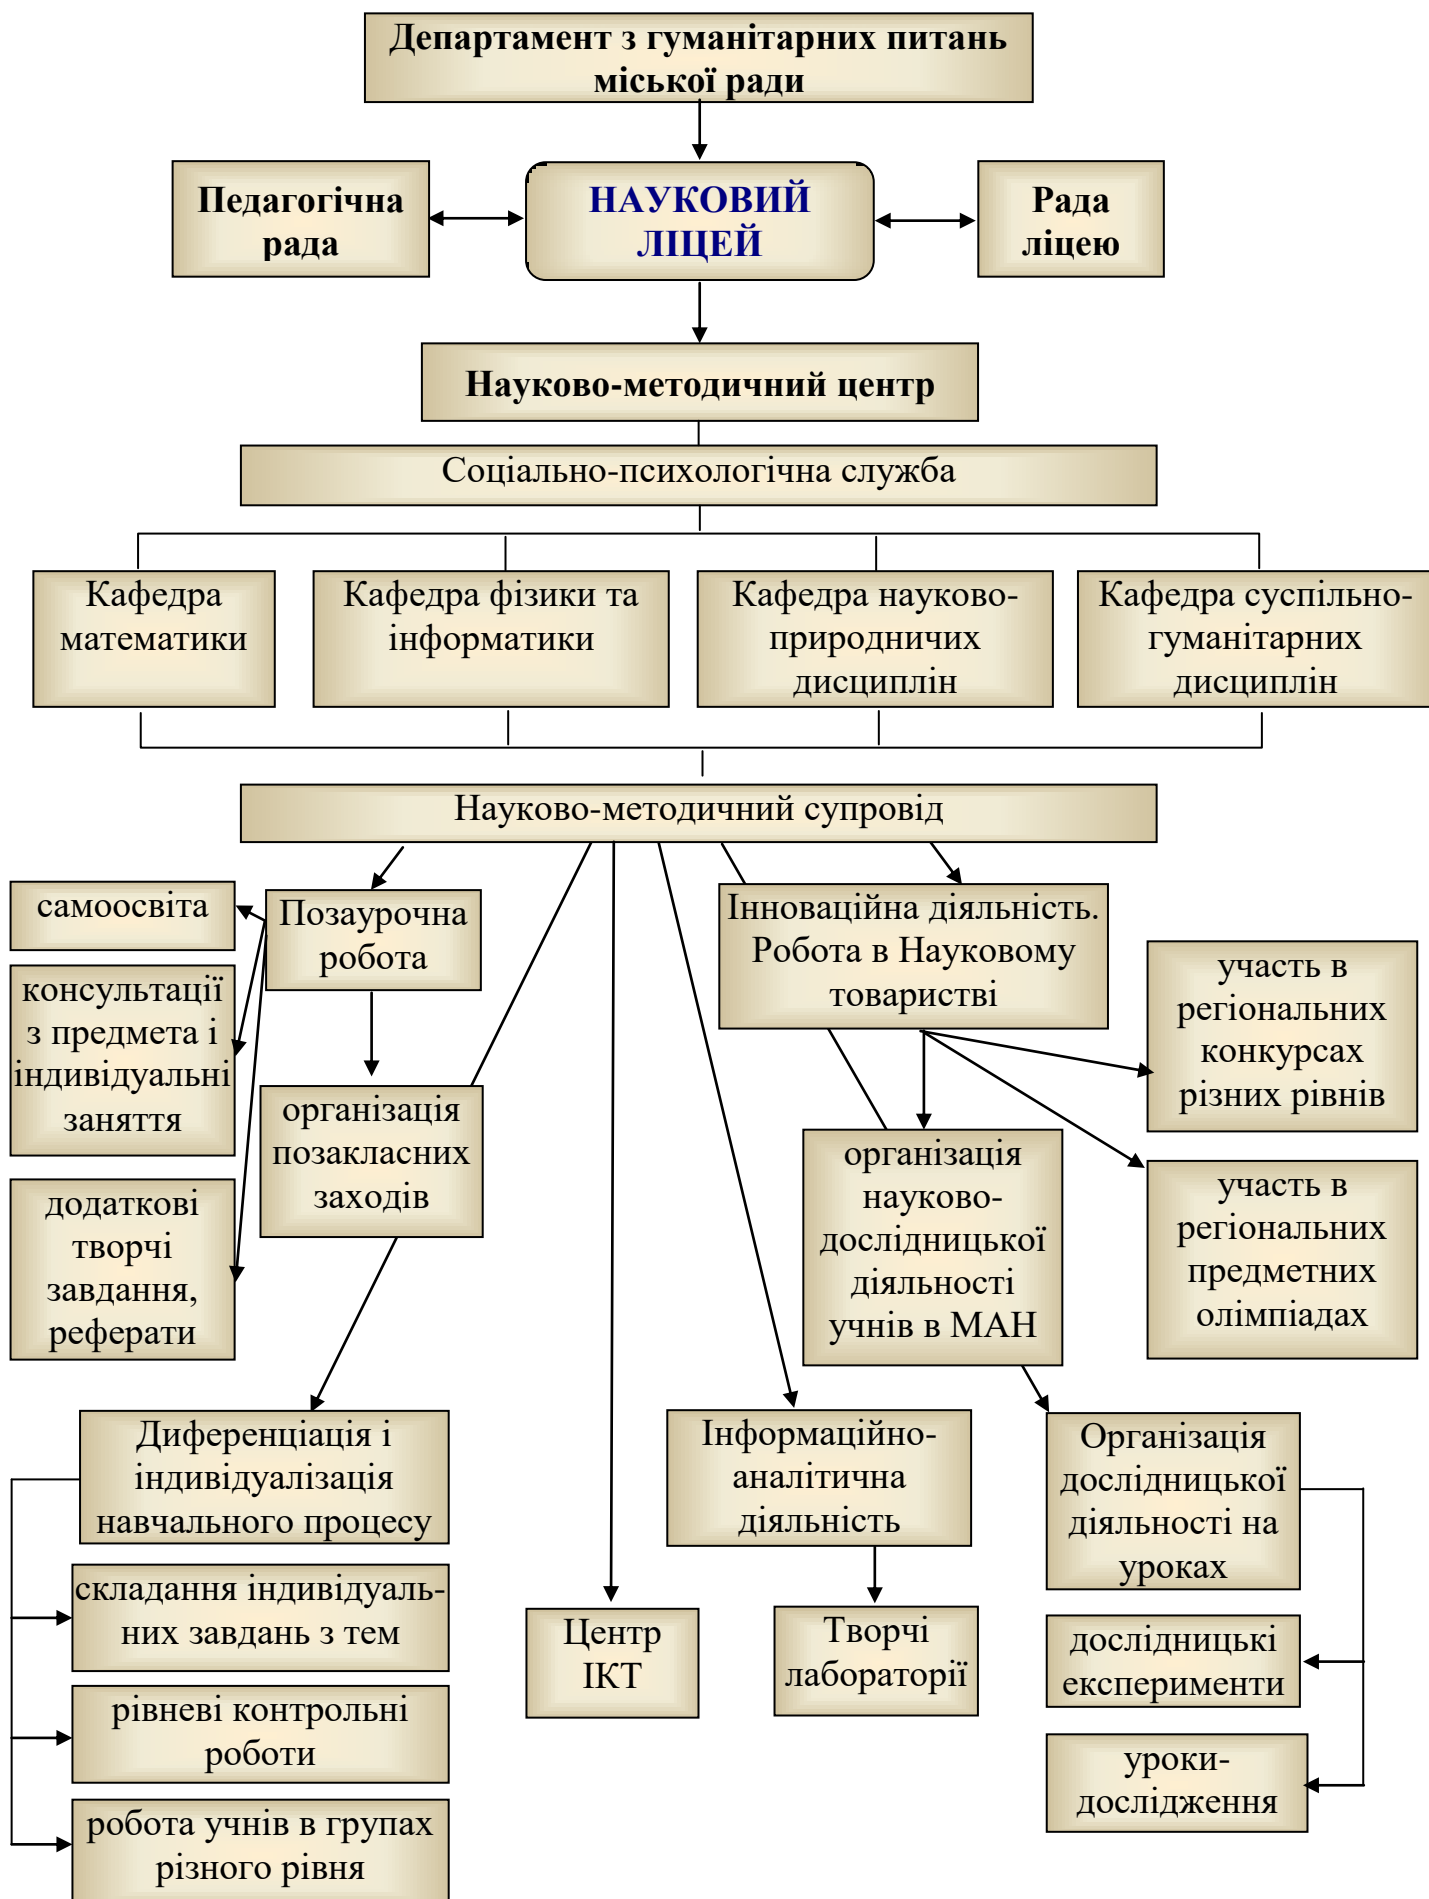 Департамент з гуманітарних питань
міської ради
Педагогічна
рада
НАУКОВИЙ
ЛІЦЕЙ
Рада
ліцею
Науково-методичний центр
Соціально-психологічна служба
Кафедра
математики
Кафедра фізики та
інформатики
Кафедра науково-
природничих
дисциплін
Кафедра суспільно-
гуманітарних
дисциплін
Науково-методичний супровід
самоосвіта
Позаурочна
робота
Інноваційна діяльність.
Робота в Науковому
товаристві
участь в
регіональних
конкурсах
різних рівнів
консультації
з предмета і
індивідуальні
заняття
організація
позакласних
заходів
організація
науково-
дослідницької
діяльності
учнів в МАН
участь в
регіональних
предметних
олімпіадах
додаткові
творчі
завдання,
реферати
Диференціація і
індивідуалізація
навчального процесу
Інформаційно-
аналітична
діяльність
Організація
дослідницької
діяльності на
уроках
складання індивідуаль-
них завдань з тем
Центр
ІКТ
Творчі
лабораторії
дослідницькі
експерименти
рівневі контрольні
роботи
уроки-
дослідження
робота учнів в групах
різного рівня